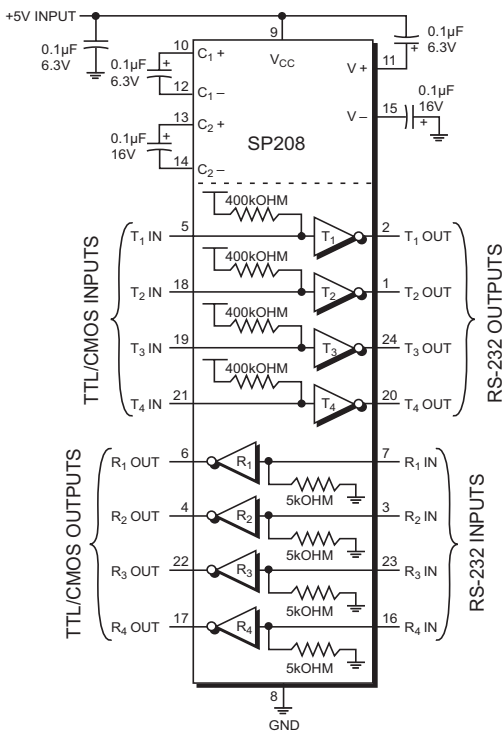 +5V INPUT
0.1µF
6.3V
9
VCC
0.1µF
6.3V
0.1µF
6.3V
10
C1 +
12
C1 –
V +
11
0.1µF
16V
13
C2 +
14
C2 –
V –
15
0.1µF
16V
SP208
TTL/CMOS INPUTS
RS-232 OUTPUTS
400kOHM
T1 IN
5
T1
2
T1 OUT
400kOHM
T2 IN
18
T2
1
T2 OUT
400kOHM
T3 IN
19
T3
24
T3 OUT
400kOHM
T4 IN
21
T4
20
T4 OUT
TTL/CMOS OUTPUTS
RS-232 INPUTS
R1 OUT
6
R1
7
R1 IN
5kOHM
R2 OUT
4
R2
3
R2 IN
5kOHM
R3 OUT
22
R3
23
R3 IN
5kOHM
R4 OUT
17
R4
16
R4 IN
5kOHM
8
GND